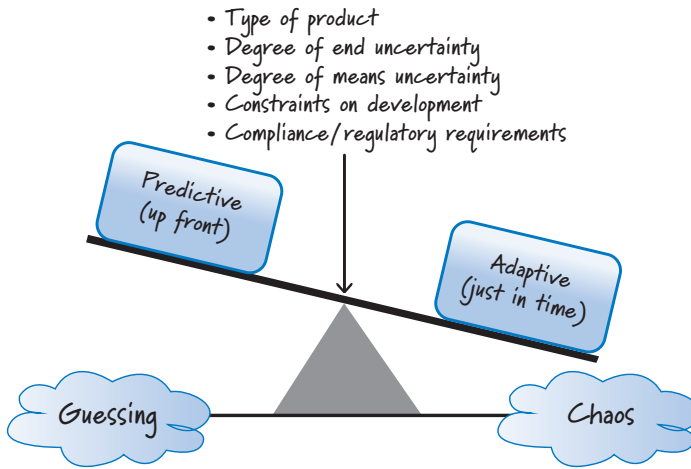 • Type of product
• Degree of end uncertainty
• Degree of means uncertainty
• Constraints on development
• Compliance/regulatory requirements
Predictive
(up front)
Adaptive
(just in time)
Guessing
Chaos